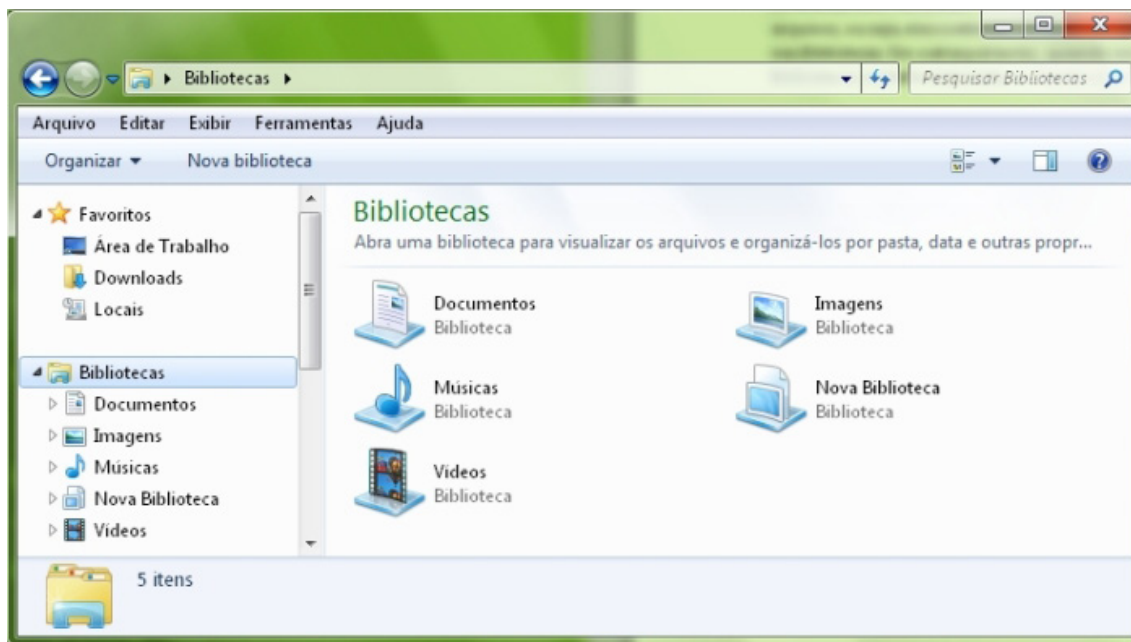 Bibliotecas
Pesquisar Bibliotecas
Arquivo Editar Exibir Ferramentas Ajuda
Organizar Nova biblioteca
Favoritos
Área de Trabalho
Downloads
Locais
Bibliotecas
Documentos
Imagens
Músicas
Nova Biblioteca
Vídeos
Bibliotecas
Abra uma biblioteca para visualizar os arquivos e organizá-los por pasta, data e outras propr...
Documentos
Biblioteca
Imagens
Biblioteca
Músicas
Biblioteca
Nova Biblioteca
Biblioteca
Vídeos
Biblioteca
5 itens